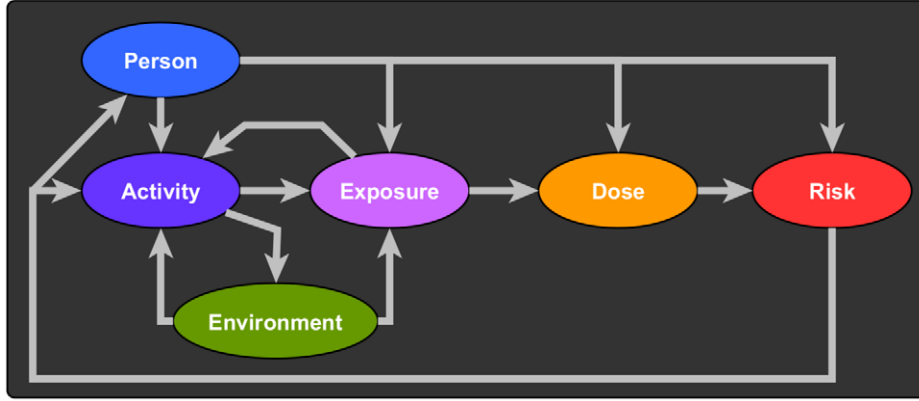 Person
Activity
Exposure
Dose
Risk
Environment